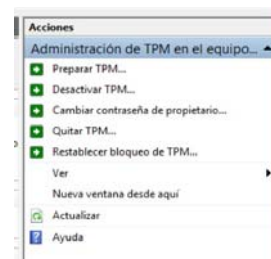 Acciones
Administración de TPM en el equipo...
Preparar TPM...
Desactivar TPM...
Cambiar contraseña de propietario...
Quitar TPM...
Restablecer bloqueo de TPM...
Ver
Nueva ventana desde aquí
Actualizar
Ayuda